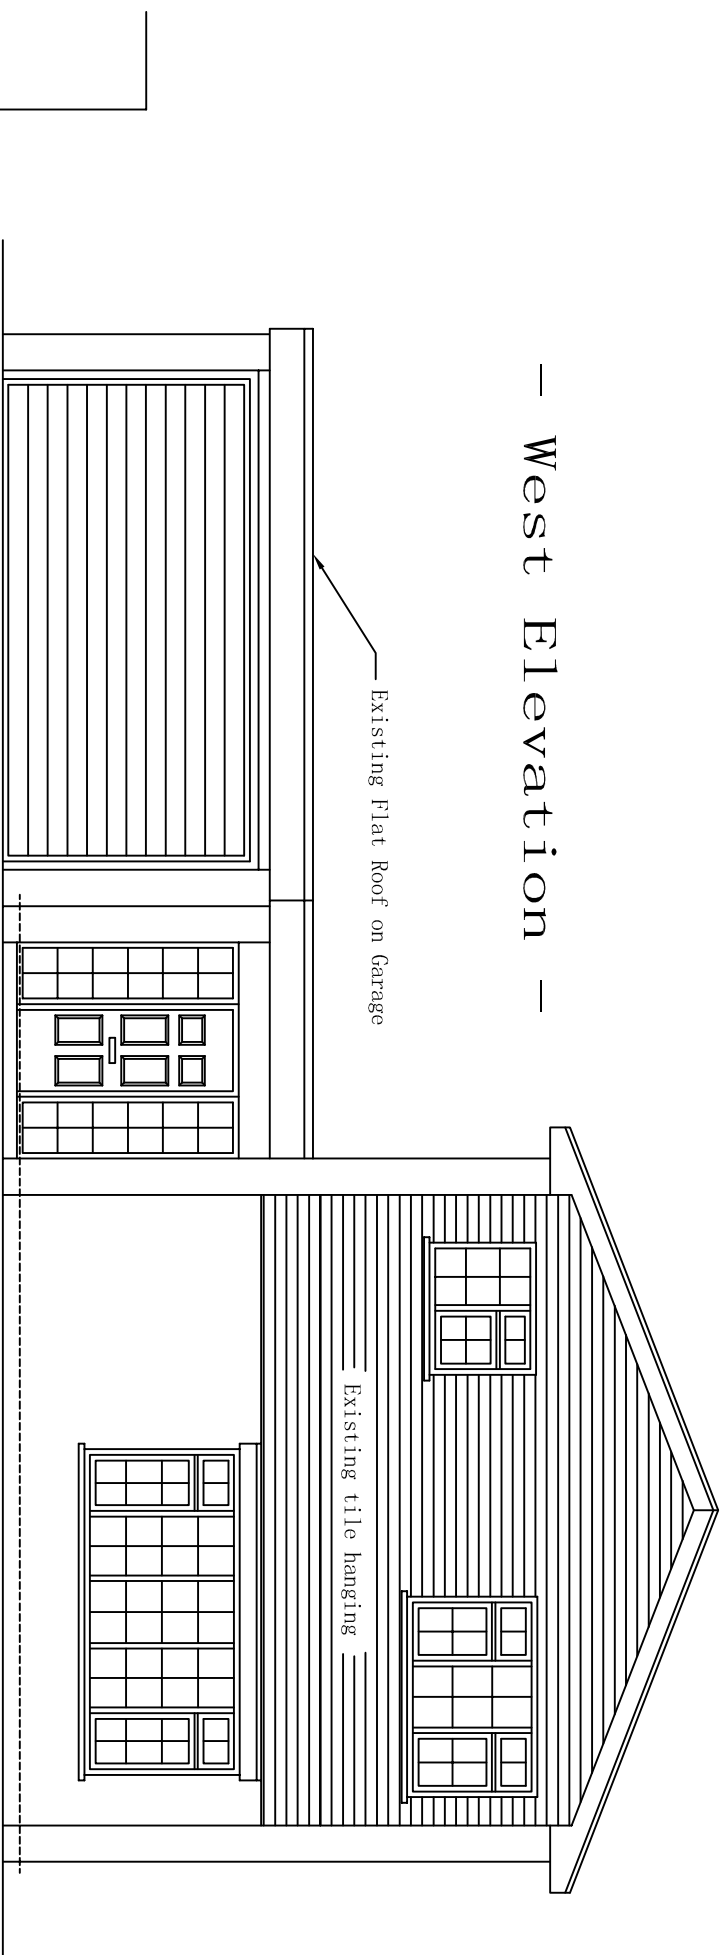 — West Elevation —
Existing Flat Roof on Garage
Existing tile hanging